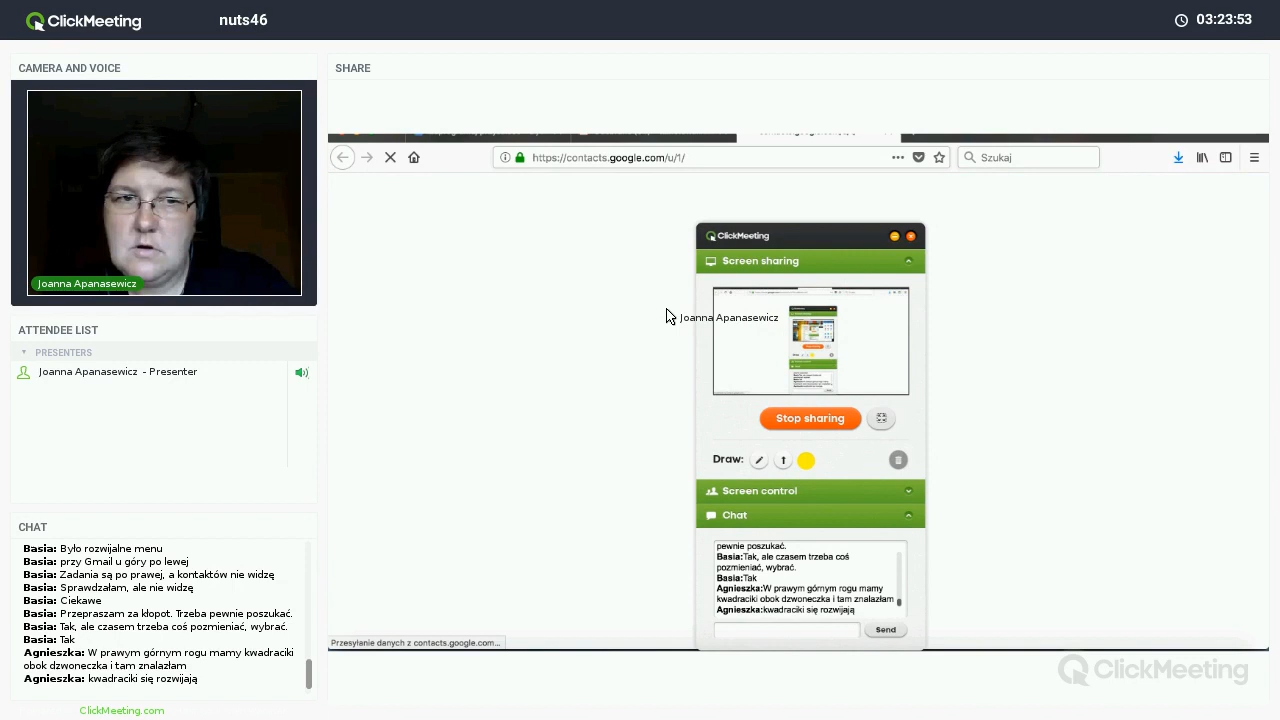 ClickMeeting
nuts46
03:23:53
CAMERA AND VOICE
SHARE
Joanna Apanasewicz
ATTENDEE LIST
PRESENTERS
Joanna Apanasewicz - Presenter
CHAT
Basia: Było rozwijalne menu
Basia: przy Gmail u góry po lewej
Basia: Zadania są po prawej, a kontaktów nie widzę
Basia: Sprawdzałam, ale nie widzę
Basia: Ciekawe
Basia: Przepraszam za kłopot. Trzeba pewnie poszukać.
Basia: Tak, ale czasem trzeba coś pozmieniać, wybrać.
Basia: Tak
Agnieszka: W prawym górnym rogu mamy kwadraciki
obok dzwoneczka i tam znalazłam
Agnieszka: kwadraciki się rozwijają
ClickMeeting.com
https://contacts.google.com/u/1/
Szukaj
ClickMeeting
Screen sharing
Joanna Apanasewicz
Stop sharing
Draw:
Screen control
Chat
pewnie poszukać.
Basia:Tak, ale czasem trzeba coś
pozmieniać, wybrać.
Basia:Tak
Agnieszka:W prawym górnym rogu mamy
kwadraciki obok dzwoneczka i tam znalazłam
Agnieszka:kwadraciki się rozwijają
Send
Przesyłanie danych z contacts.google.com...
ClickMeeting